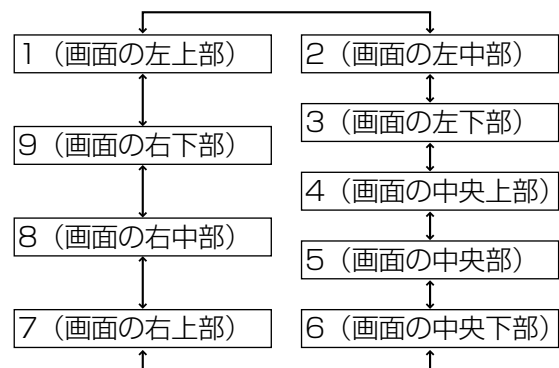 1（画面の左上部）
9（画面の右下部）
8（画面の右中部）
7（画面の右上部）
2（画面の左中部）
3（画面の左下部）
4（画面の中央上部）
5（画面の中央部）
6（画面の中央下部）